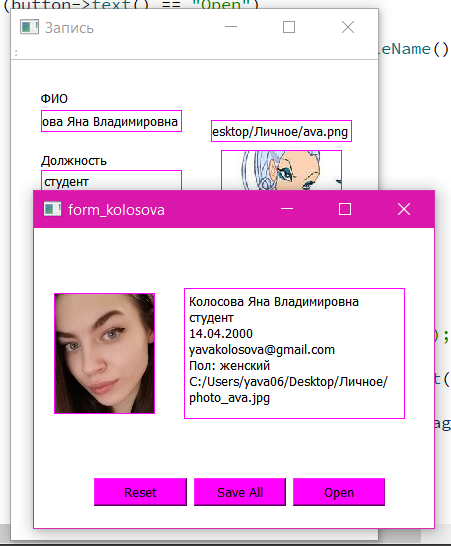 (button->text() == "Open")
Запись
leName()
ФИО
ова Яна Владимировна
esktop/Личное/ava.png
Должность
студент
form_kolosova
Колосова Яна Владимировна
студент
14.04.2000
yavakolosova@gmail.com
Пол: женский
C:/Users/yava06/Desktop/Личное/
photo_ava.jpg
);
t(
ag
Reset
Save All
Open